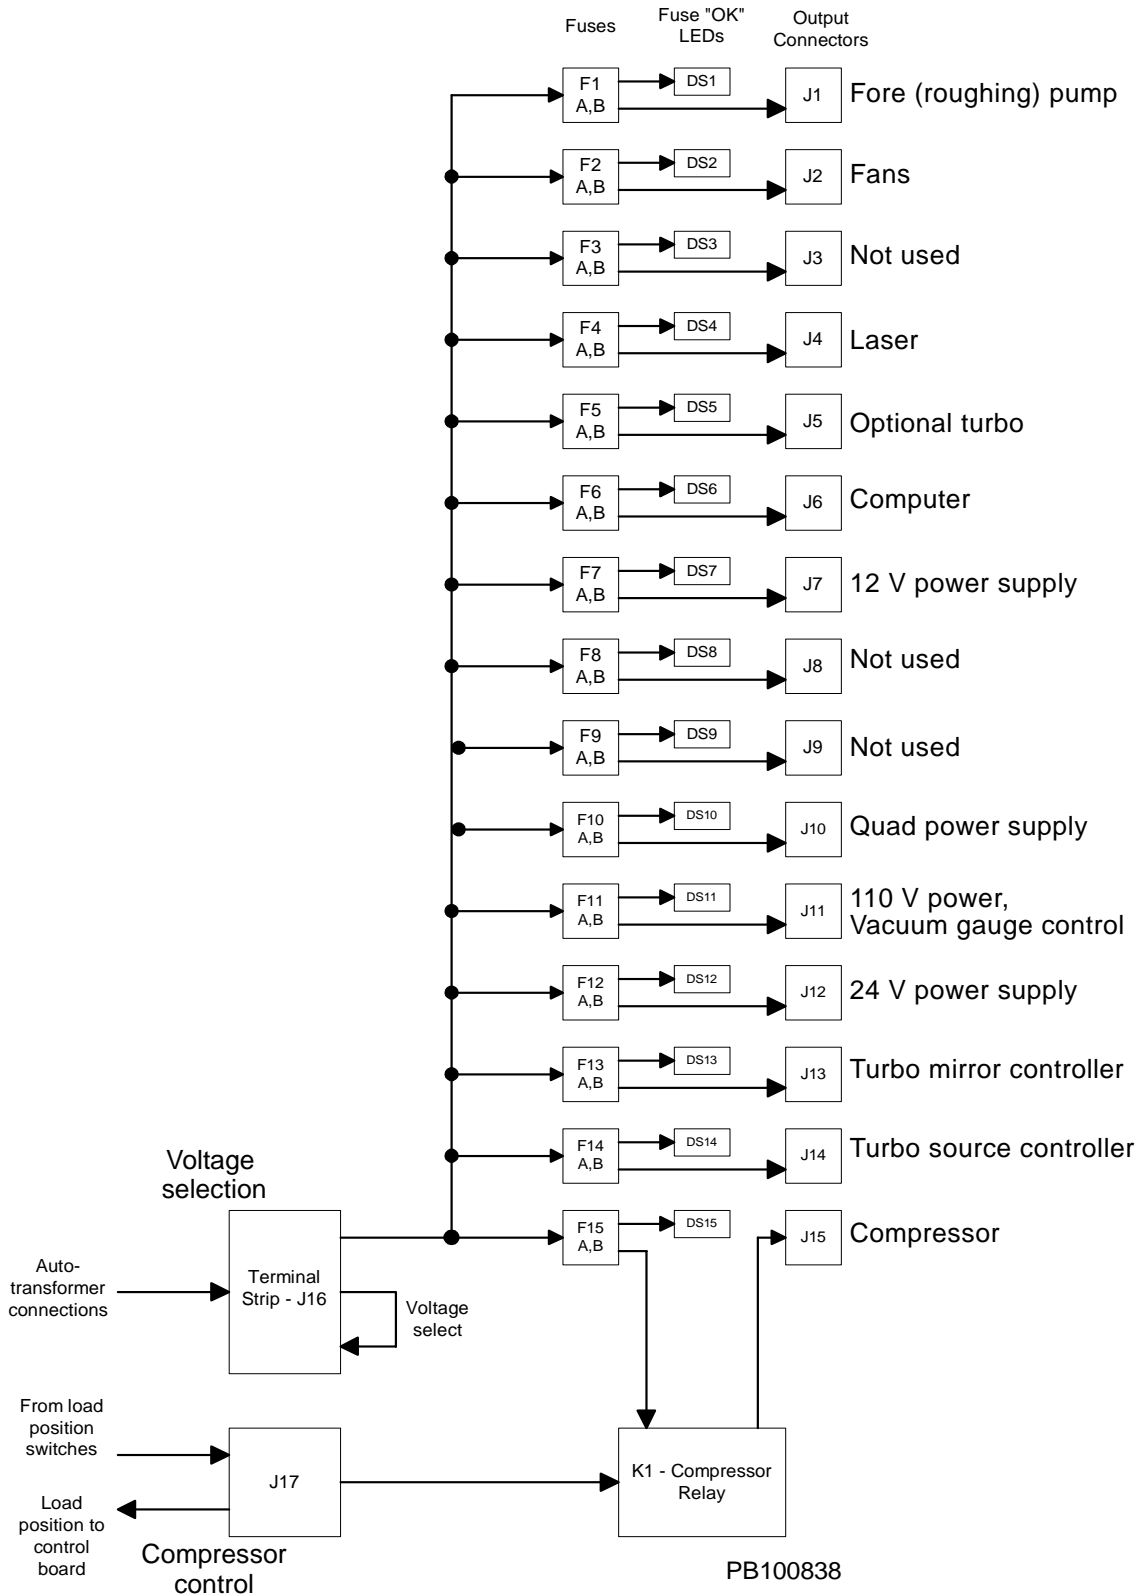 Fuses
Fuse "OK"
LEDs
Output
Connectors
F1
A,B
DS1
J1
Fore (roughing) pump
F2
A,B
DS2
J2
Fans
F3
A,B
DS3
J3
Not used
F4
A,B
DS4
J4
Laser
F5
A,B
DS5
J5
Optional turbo
F6
A,B
DS6
J6
Computer
F7
A,B
DS7
J7
12 V power supply
F8
A,B
DS8
J8
Not used
F9
A,B
DS9
J9
Not used
F10
A,B
DS10
J10
Quad power supply
F11
A,B
DS11
J11
110 V power,
Vacuum gauge control
F12
A,B
DS12
J12
24 V power supply
F13
A,B
DS13
J13
Turbo mirror controller
F14
A,B
DS14
J14
Turbo source controller
F15
A,B
DS15
J15
Compressor
Voltage
selection
Auto-
transformer
connections
Terminal
Strip - J16
Voltage
select
From load
position
switches
J17
Load
position to
control
board
Compressor
control
K1 - Compressor
Relay
PB100838